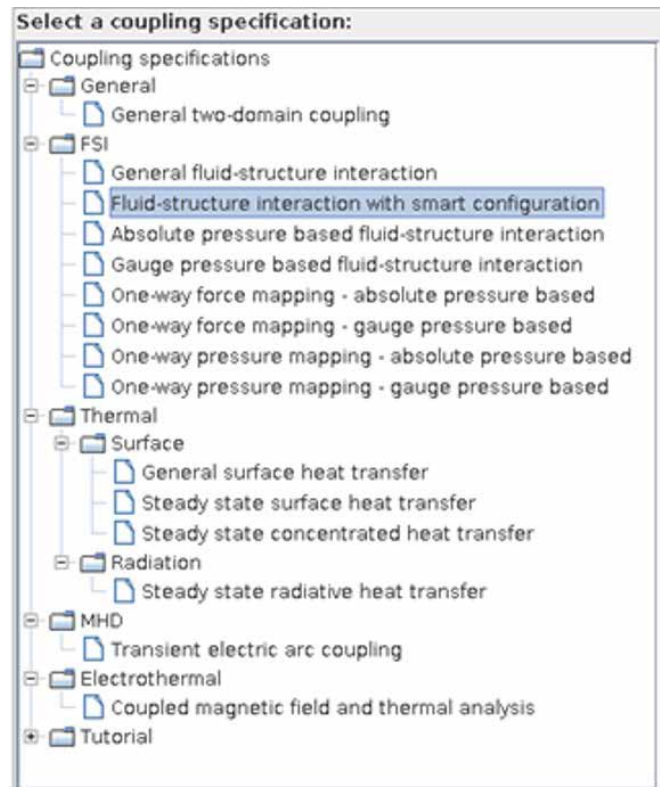 Select a coupling specification:
Coupling specifications
General
General two-domain coupling
FSI
General fluid-structure interaction
Fluid-structure interaction with smart configuration
Absolute pressure based fluid-structure interaction
Gauge pressure based fluid-structure interaction
One-way force mapping - absolute pressure based
One-way force mapping - gauge pressure based
One-way pressure mapping - absolute pressure based
One-way pressure mapping - gauge pressure based
Thermal
Surface
General surface heat transfer
Steady state surface heat transfer
Steady state concentrated heat transfer
Radiation
Steady state radiative heat transfer
MHD
Transient electric arc coupling
Electrothermal
Coupled magnetic field and thermal analysis
Tutorial